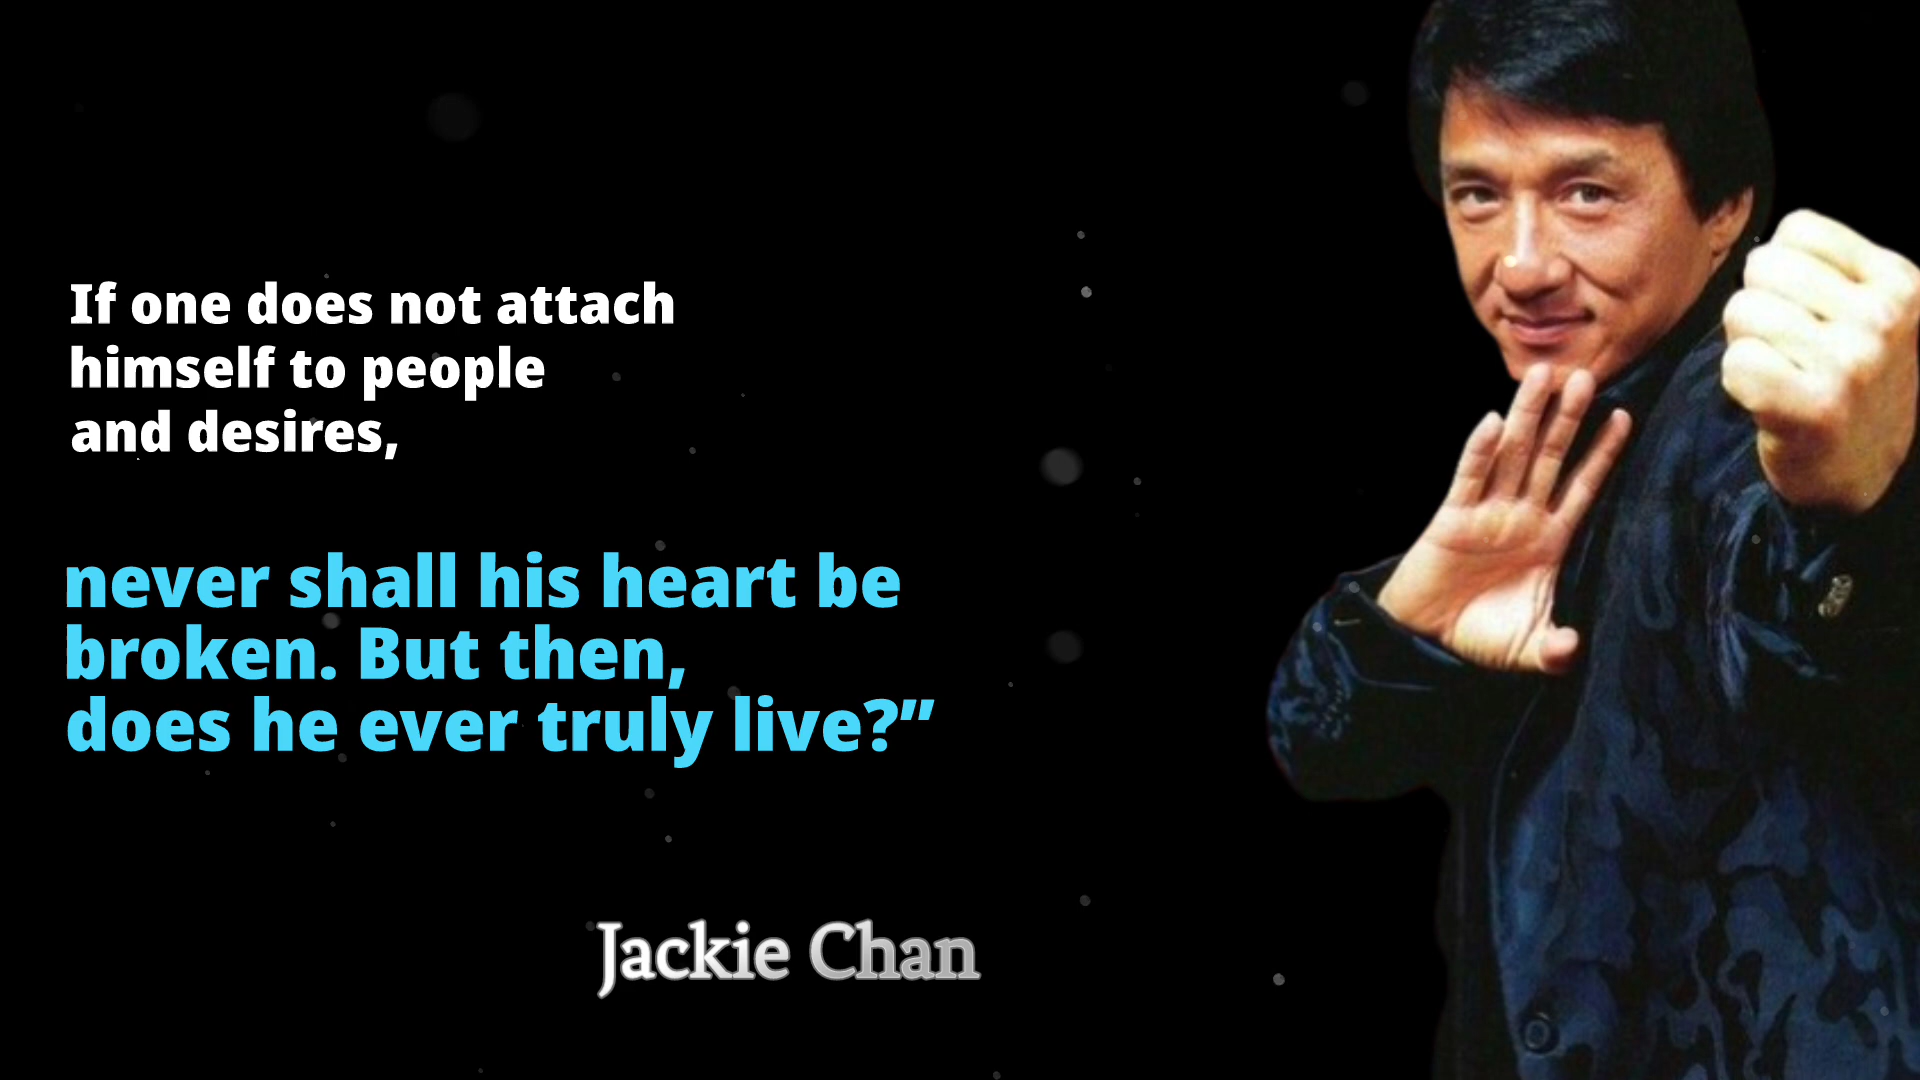 If one does not attach
himself to people
and desires,
never shall his heart be
broken. But then,
does he ever truly live?”
Jackie Chan